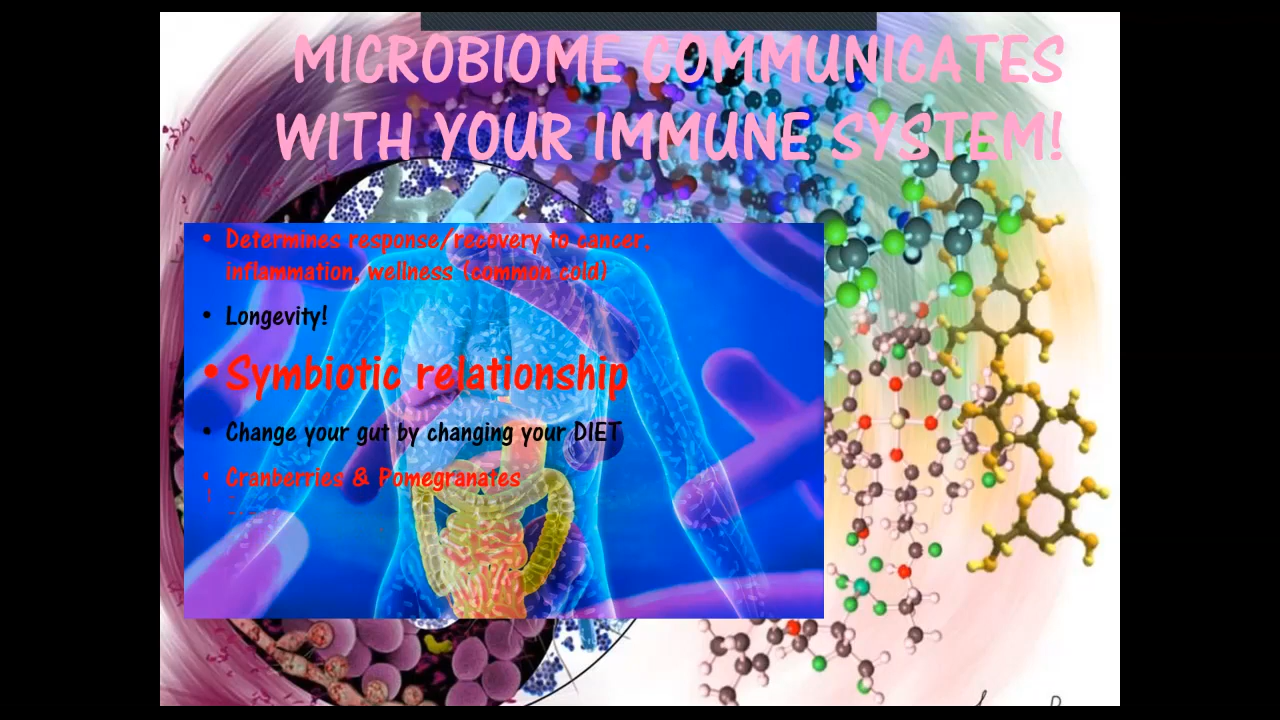 MICROBIOME COMMUNICATES
WITH YOUR IMMUNE SYSTEM!
• Determines response/recovery to cancer,
inflammation, wellness (common cold)
• Longevity!
• Symbiotic relationship
• Change your gut by changing your DIET
• Cranberries & Pomegranates